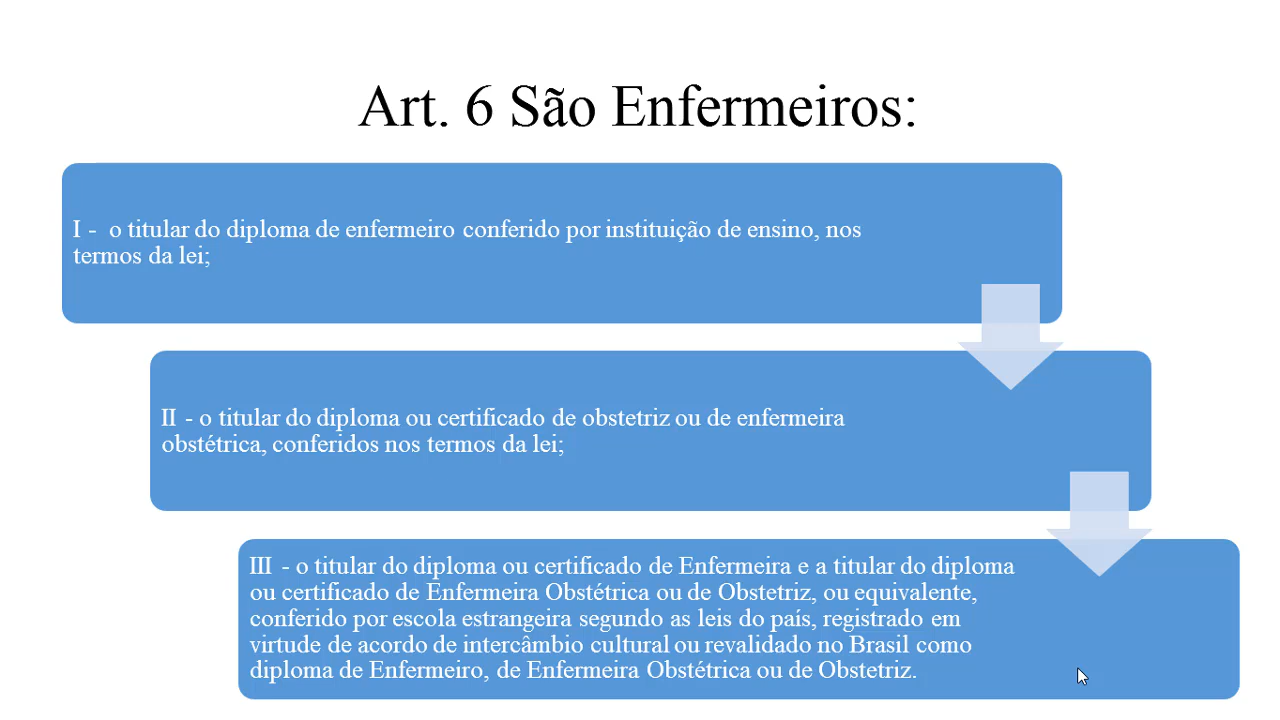 Art. 6 São Enfermeiros:
I -  o titular do diploma de enfermeiro conferido por instituição de ensino, nos
termos da lei;
II - o titular do diploma ou certificado de obstetriz ou de enfermeira
obstétrica, conferidos nos termos da lei;
III - o titular do diploma ou certificado de Enfermeira e a titular do diploma
ou certificado de Enfermeira Obstétrica ou de Obstetriz, ou equivalente,
conferido por escola estrangeira segundo as leis do país, registrado em
virtude de acordo de intercâmbio cultural ou revalidado no Brasil como
diploma de Enfermeiro, de Enfermeira Obstétrica ou de Obstetriz.